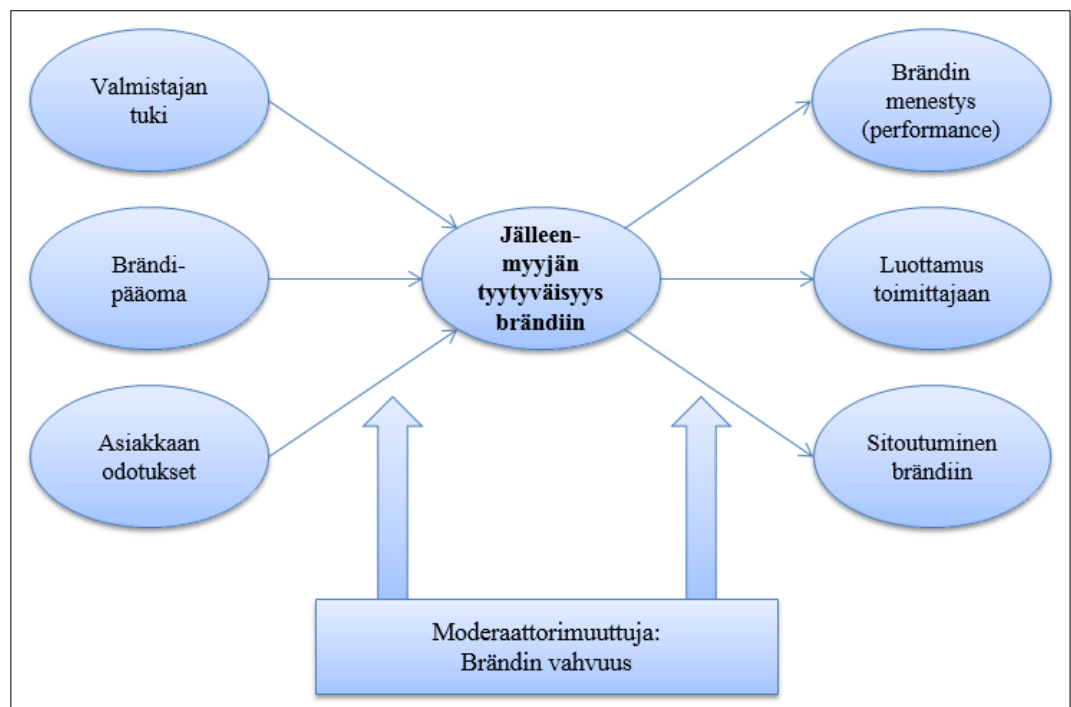 Valmistajan
tuki
Brändi-
pääoma
Asiakkaan
odotukset
Jälleen-
myyjän
tyytyväisyys
brändiin
Brändin
menestys
(performance)
Luottamus
toimittajaan
Sitoutuminen
brändiin
Moderaattorimuuttuja:
Brändin vahvuus